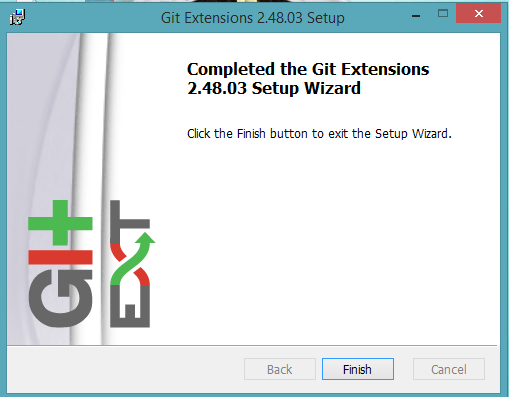 Git Extensions 2.48.03 Setup
Completed the Git Extensions
2.48.03 Setup Wizard
Click the Finish button to exit the Setup Wizard.
GIt
EXT
Back
Finish
Cancel